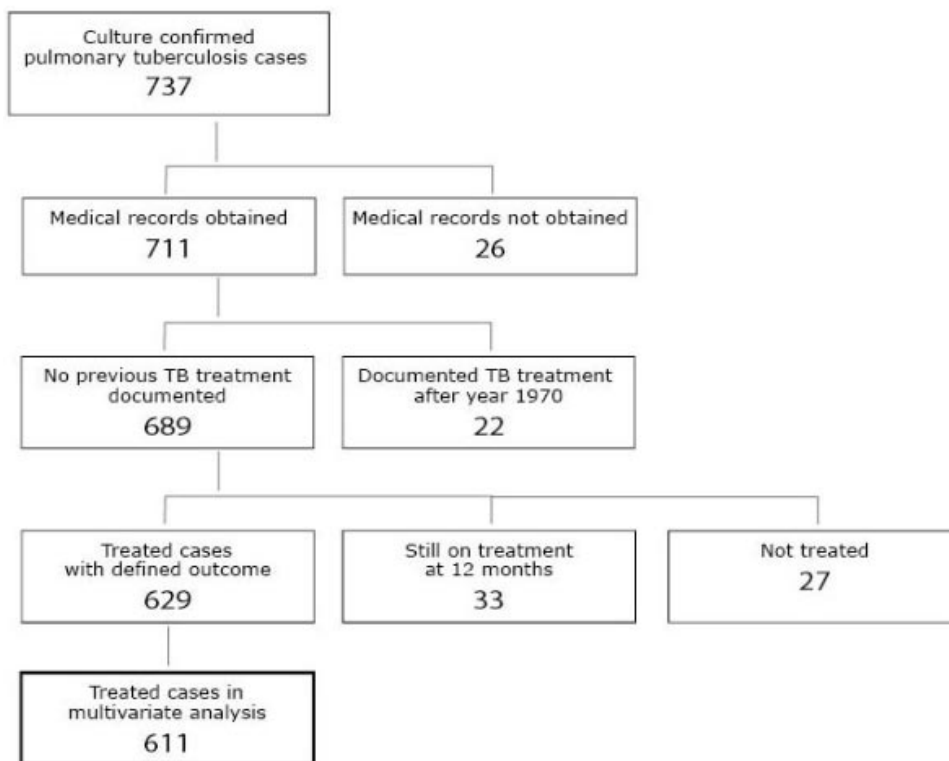 Culture confirmed
pulmonary tuberculosis cases
737
Medical records obtained
711
Medical records not obtained
26
No previous TB treatment
documented
689
Documented TB treatment
after year 1970
22
Treated cases
with defined outcome
629
Still on treatment
at 12 months
33
Not treated
27
Treated cases in
multivariate analysis
611